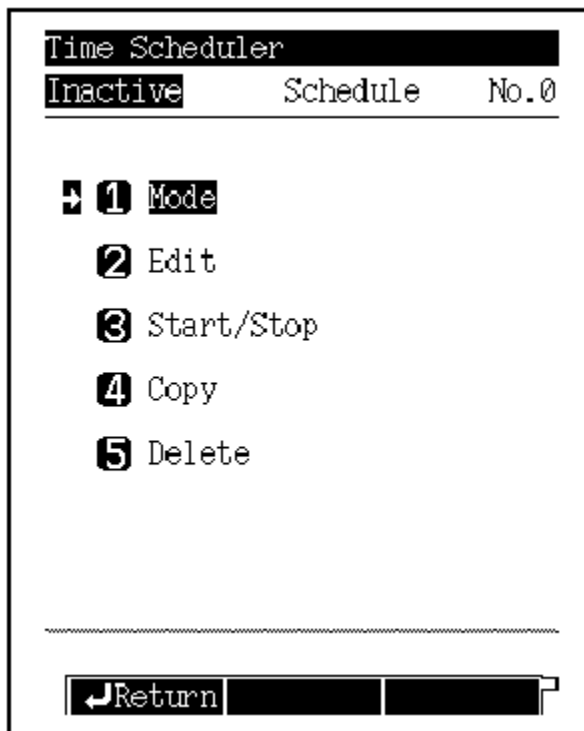 Time Scheduler
Inactive Schedule No.0
➔ 1 Mode
2 Edit
3 Start/Stop
4 Copy
5 Delete
↵Return